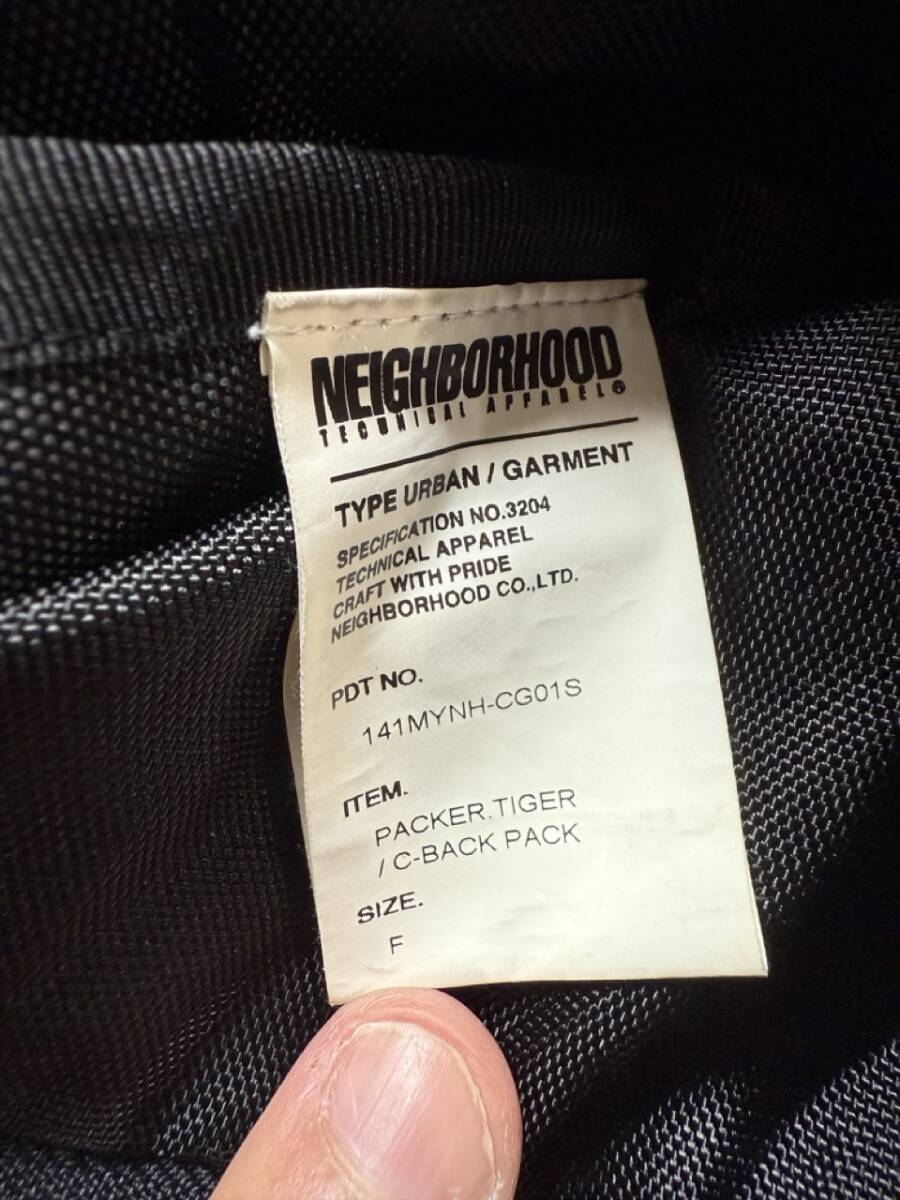 NEIGHBORHOOD
TECHNICAL APPAREL®
TYPE URBAN / GARMENT
SPECIFICATION NO.3204
TECHNICAL APPAREL
CRAFT WITH PRIDE
NEIGHBORHOOD CO.,LTD.
PDT NO.
141MYNH-CG01S
ITEM.
PACKER.TIGER
/ C-BACK PACK
SIZE.
F